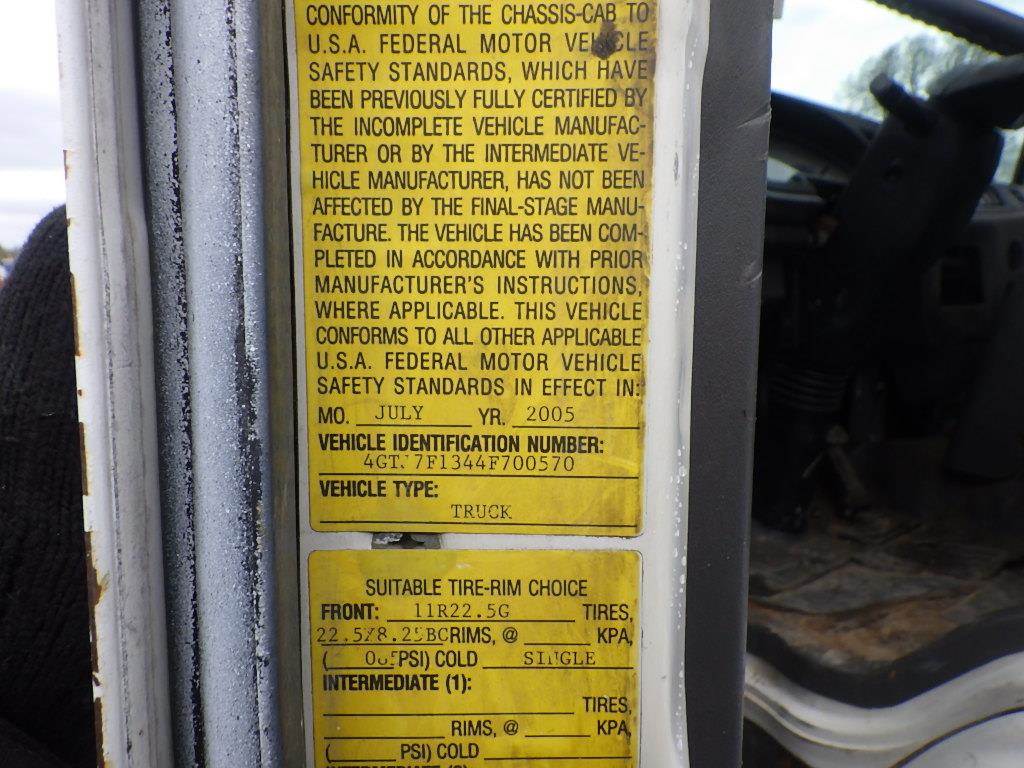 CONFORMITY OF THE CHASSIS-CAB TO
U.S.A. FEDERAL MOTOR VEHICLE
SAFETY STANDARDS, WHICH HAVE
BEEN PREVIOUSLY FULLY CERTIFIED BY
THE INCOMPLETE VEHICLE MANUFAC-
TURER OR BY THE INTERMEDIATE VE-
HICLE MANUFACTURER, HAS NOT BEEN
AFFECTED BY THE FINAL-STAGE MANU-
FACTURE. THE VEHICLE HAS BEEN COM-
PLETED IN ACCORDANCE WITH PRIOR
MANUFACTURER'S INSTRUCTIONS,
WHERE APPLICABLE. THIS VEHICLE
CONFORMS TO ALL OTHER APPLICABLE
U.S.A. FEDERAL MOTOR VEHICLE
SAFETY STANDARDS IN EFFECT IN:
MO. JULY YR. 2005
VEHICLE IDENTIFICATION NUMBER:
VEHICLE TYPE:
TRUCK
SUITABLE TIRE-RIM CHOICE
FRONT: 11R22.5G TIRES,
RIMS, @ KPA,
( PSI) COLD SINGLE
INTERMEDIATE (1):
TIRES,
RIMS, @ KPA,
( PSI) COLD